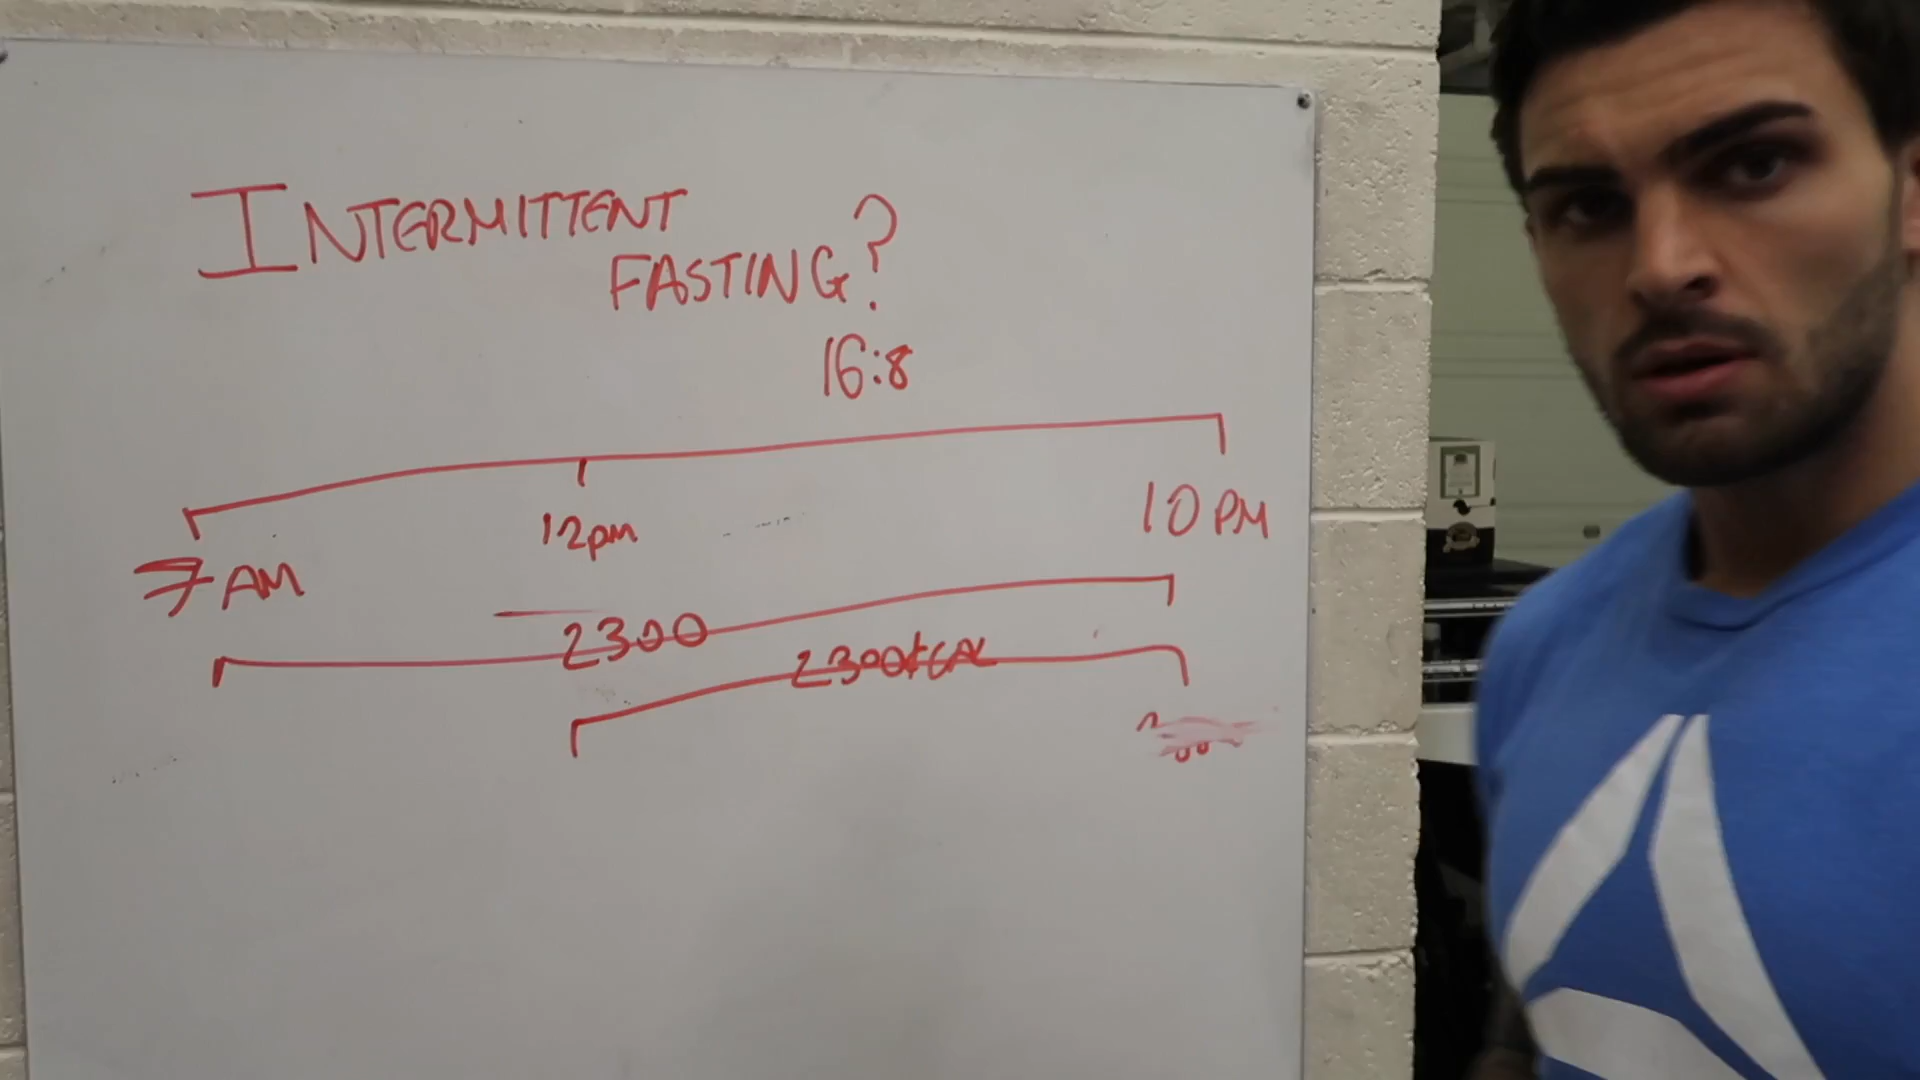 INTERMITTENT
FASTING?
16:8
12pm
10 PM
7 AM
2300
2300KCAL